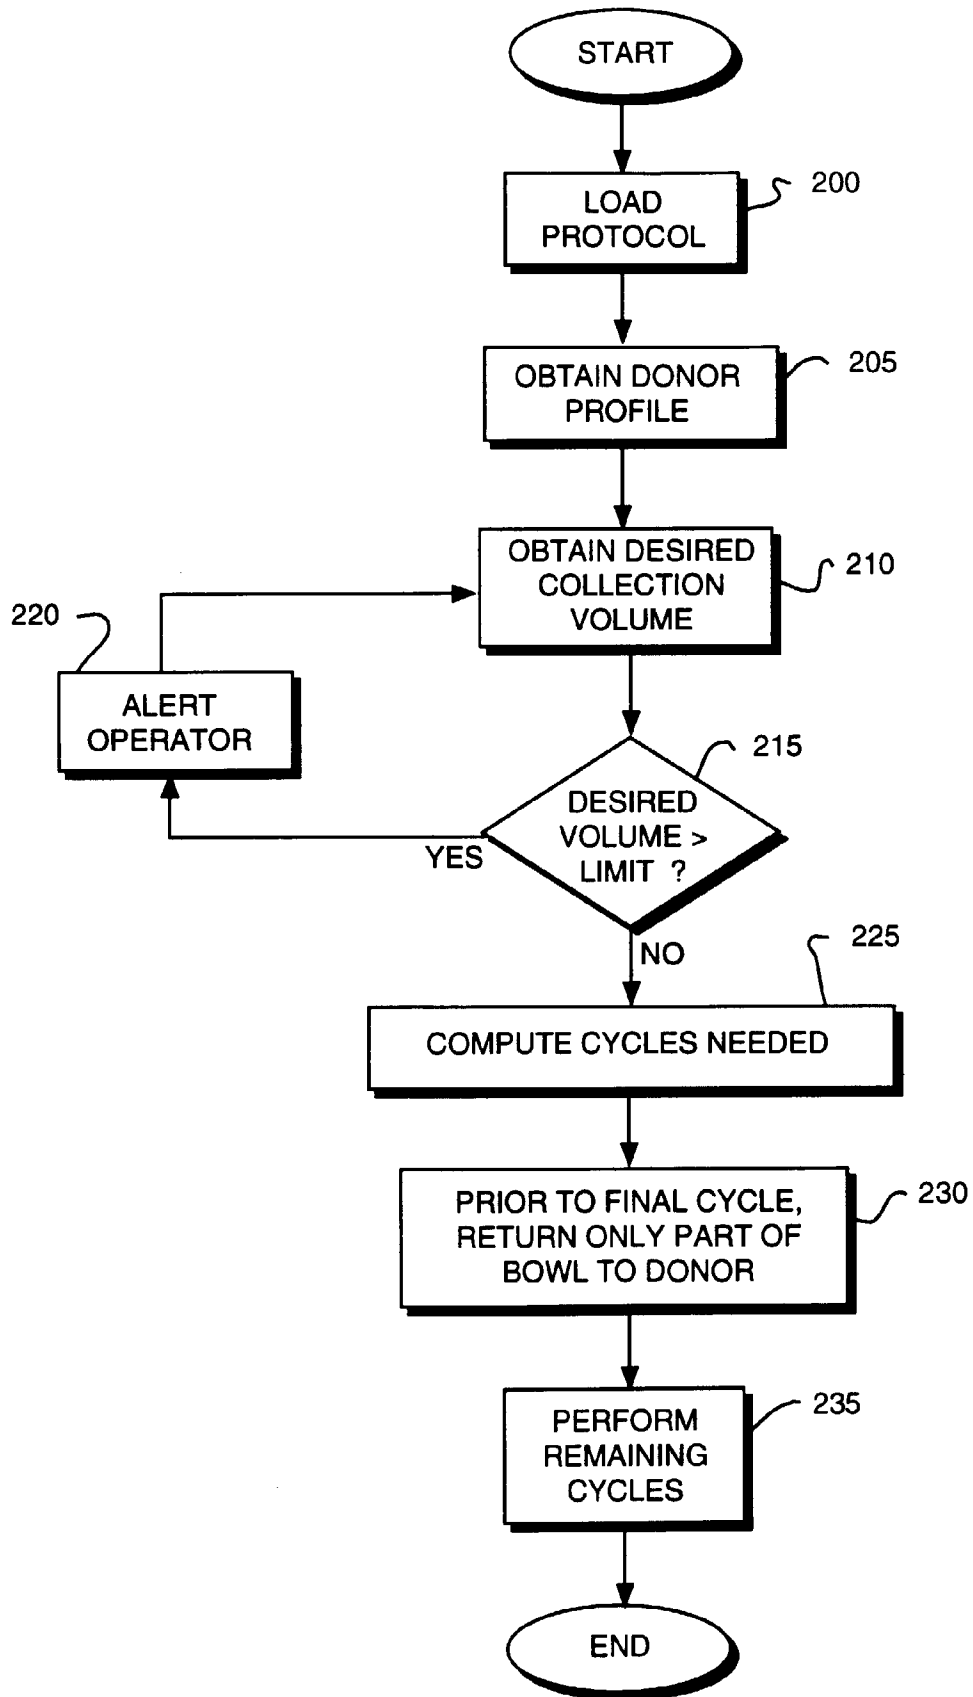 START
LOAD
PROTOCOL
200
OBTAIN DONOR
PROFILE
205
OBTAIN DESIRED
COLLECTION
VOLUME
210
220
ALERT
OPERATOR
215
DESIRED
VOLUME >
LIMIT ?
YES
NO
225
COMPUTE CYCLES NEEDED
PRIOR TO FINAL CYCLE,
RETURN ONLY PART OF
BOWL TO DONOR
230
PERFORM
REMAINING
CYCLES
235
END